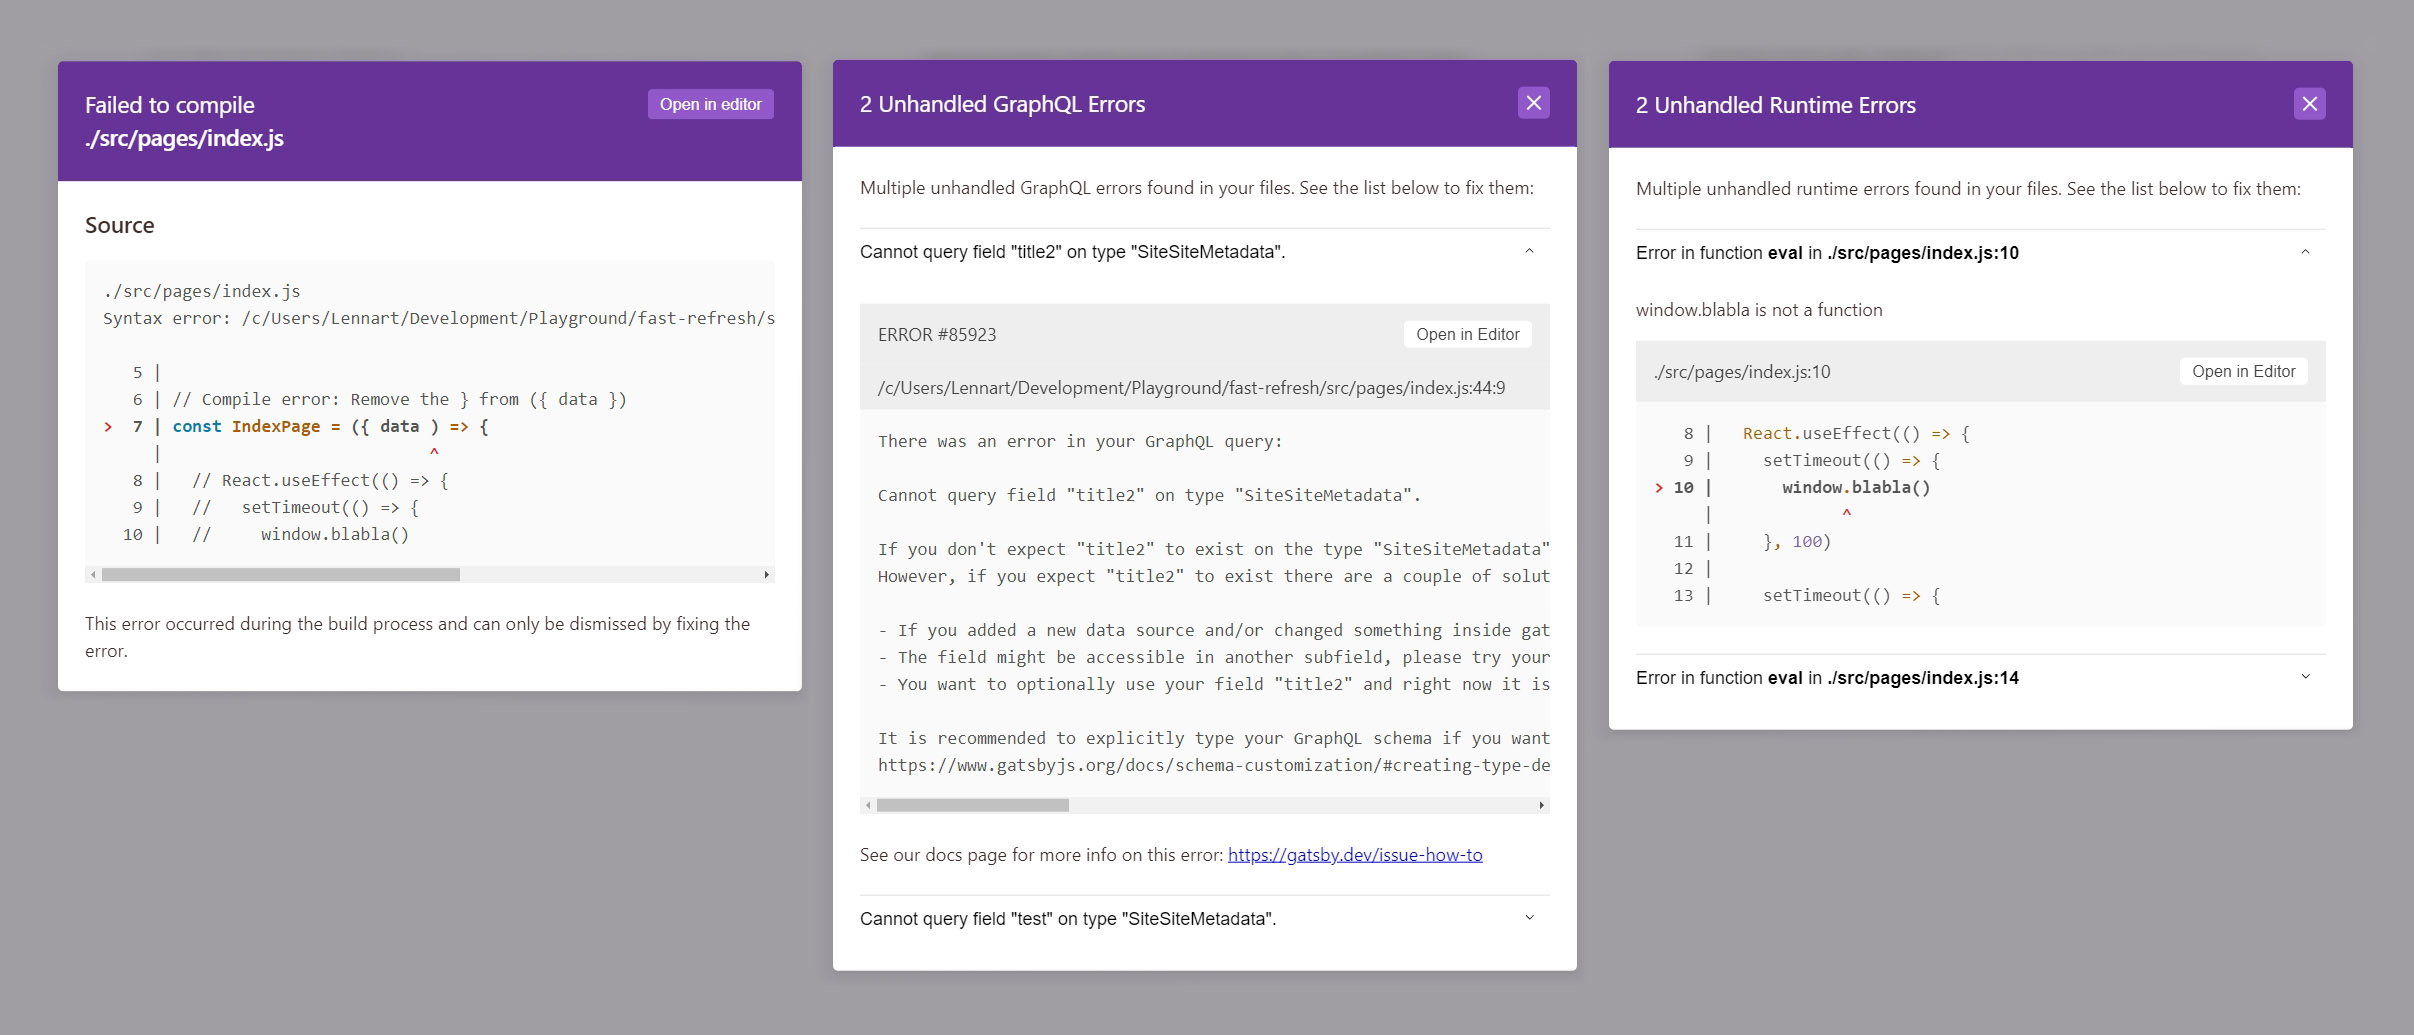 Failed to compile
./src/pages/index.js
Open in editor
Source
./src/pages/index.js
Syntax error: /c/Users/Lennart/Development/Playground/fast-refresh/s
5 |
6 | // Compile error: Remove the } from ({ data })
> 7 | const IndexPage = ({ data ) => {
| ^
8 | // React.useEffect(() => {
9 | // setTimeout(() => {
10 | // window.blabla()
This error occurred during the build process and can only be dismissed by fixing the
error.
2 Unhandled GraphQL Errors
Multiple unhandled GraphQL errors found in your files. See the list below to fix them:
Cannot query field "title2" on type "SiteSiteMetadata".
ERROR #85923
Open in Editor
/c/Users/Lennart/Development/Playground/fast-refresh/src/pages/index.js:44:9
There was an error in your GraphQL query:
Cannot query field "title2" on type "SiteSiteMetadata".
If you don't expect "title2" to exist on the type "SiteSiteMetadata"
However, if you expect "title2" to exist there are a couple of solut
- If you added a new data source and/or changed something inside gat
- The field might be accessible in another subfield, please try your
- You want to optionally use your field "title2" and right now it is
It is recommended to explicitly type your GraphQL schema if you want
https://www.gatsbyjs.org/docs/schema-customization/#creating-type-de
See our docs page for more info on this error: https://gatsby.dev/issue-how-to
Cannot query field "test" on type "SiteSiteMetadata".
2 Unhandled Runtime Errors
Multiple unhandled runtime errors found in your files. See the list below to fix them:
Error in function eval in ./src/pages/index.js:10
window.blabla is not a function
./src/pages/index.js:10
Open in Editor
8 | React.useEffect(() => {
9 | setTimeout(() => {
> 10 | window.blabla()
| ^
11 | }, 100)
12 |
13 | setTimeout(() => {
Error in function eval in ./src/pages/index.js:14